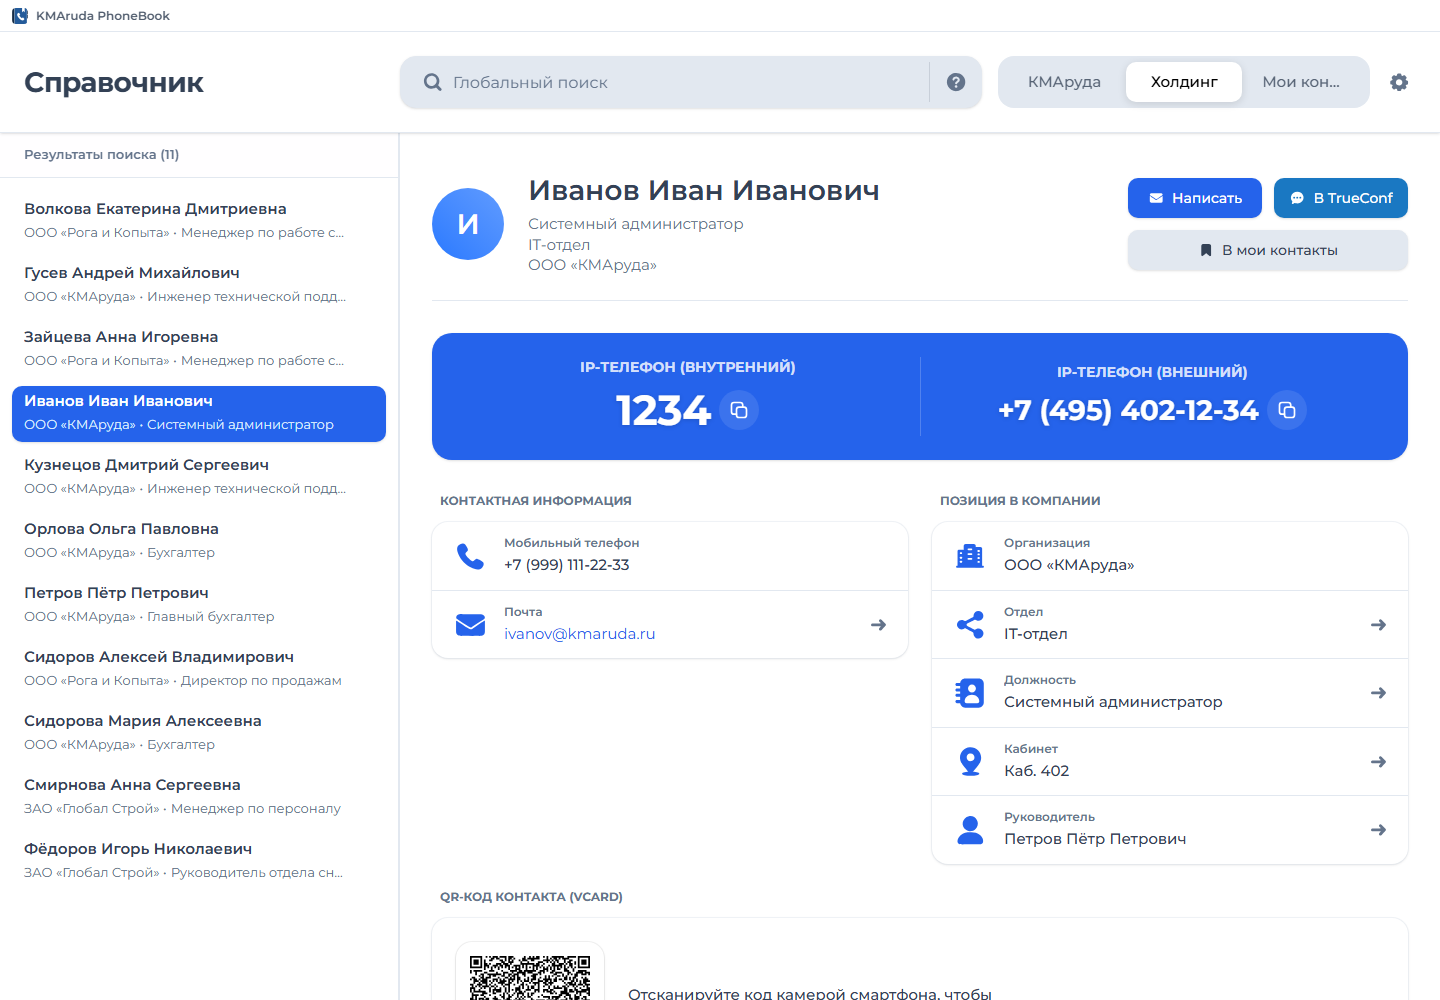 KMAruda PhoneBook
Справочник
Глобальный поиск
КМАруда
Холдинг
Мои кон...
Результаты поиска (11)
Волкова Екатерина Дмитриевна
ООО «Рога и Копыта» • Менеджер по работе с...
Гусев Андрей Михайлович
ООО «КМАруда» • Инженер технической подд...
Зайцева Анна Игоревна
ООО «Рога и Копыта» • Менеджер по работе с...
Иванов Иван Иванович
ООО «КМАруда» • Системный администратор
Кузнецов Дмитрий Сергеевич
ООО «КМАруда» • Инженер технической подд...
Орлова Ольга Павловна
ООО «КМАруда» • Бухгалтер
Петров Пётр Петрович
ООО «КМАруда» • Главный бухгалтер
Сидоров Алексей Владимирович
ООО «Рога и Копыта» • Директор по продажам
Сидорова Мария Алексеевна
ООО «КМАруда» • Бухгалтер
Смирнова Анна Сергеевна
ЗАО «Глобал Строй» • Менеджер по персоналу
Фёдоров Игорь Николаевич
ЗАО «Глобал Строй» • Руководитель отдела сн...
И
Иванов Иван Иванович
Системный администратор
IT-отдел
ООО «КМАруда»
Написать
В TrueConf
В мои контакты
IP-ТЕЛЕФОН (ВНУТРЕННИЙ)
1234
IP-ТЕЛЕФОН (ВНЕШНИЙ)
+7 (495) 402-12-34
КОНТАКТНАЯ ИНФОРМАЦИЯ
Мобильный телефон
+7 (999) 111-22-33
Почта
ivanov@kmaruda.ru
ПОЗИЦИЯ В КОМПАНИИ
Организация
ООО «КМАруда»
Отдел
IT-отдел
Должность
Системный администратор
Кабинет
Каб. 402
Руководитель
Петров Пётр Петрович
QR-КОД КОНТАКТА (VCARD)
Отсканируйте код камерой смартфона, чтобы